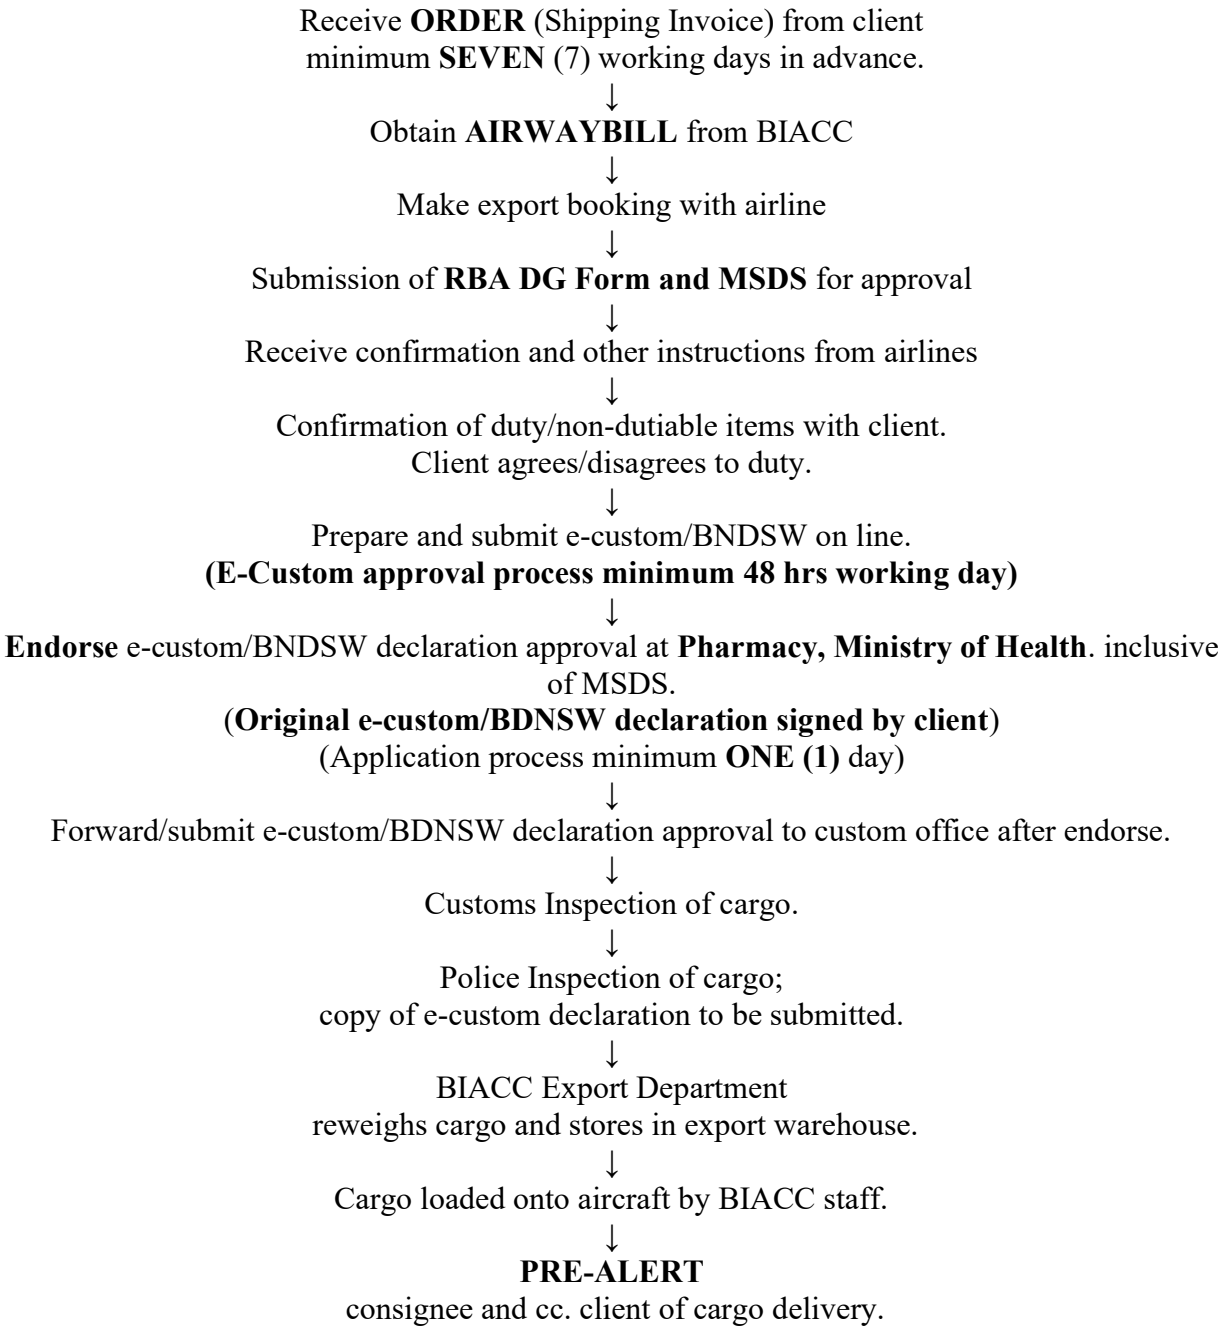 Receive ORDER (Shipping Invoice) from client
minimum SEVEN (7) working days in advance.
↓
Obtain AIRWAYBILL from BIACC
↓
Make export booking with airline
↓
Submission of RBA DG Form and MSDS for approval
↓
Receive confirmation and other instructions from airlines
↓
Confirmation of duty/non-dutiable items with client.
Client agrees/disagrees to duty.
↓
Prepare and submit e-custom/BNDSW on line.
(E-Custom approval process minimum 48 hrs working day)
↓
Endorse e-custom/BNDSW declaration approval at Pharmacy, Ministry of Health. inclusive
of MSDS.
(Original e-custom/BDNSW declaration signed by client)
(Application process minimum ONE (1) day)
↓
Forward/submit e-custom/BDNSW declaration approval to custom office after endorse.
↓
Customs Inspection of cargo.
↓
Police Inspection of cargo;
copy of e-custom declaration to be submitted.
↓
BIACC Export Department
reweighs cargo and stores in export warehouse.
↓
Cargo loaded onto aircraft by BIACC staff.
↓
PRE-ALERT
consignee and cc. client of cargo delivery.